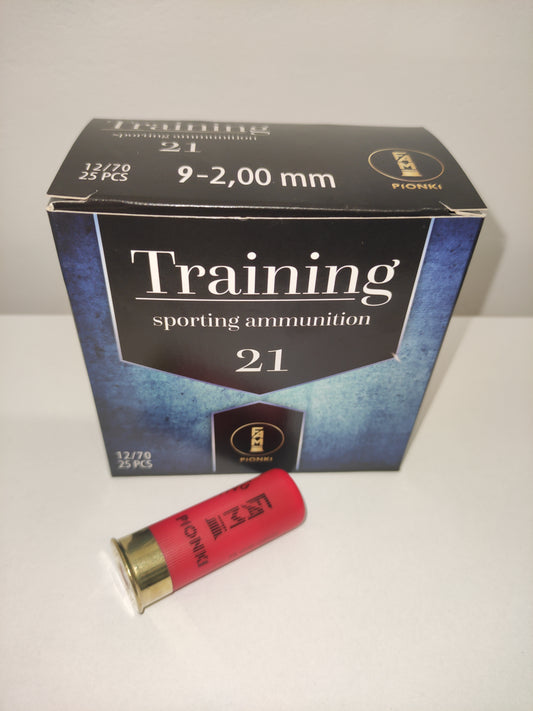 Training
sporting ammunition
21
12/70
25 PCS
9-2,00 mm
PIONKI
Training
sporting ammunition
21
12/70
25 PCS
PIONKI
FAM
PIONKI